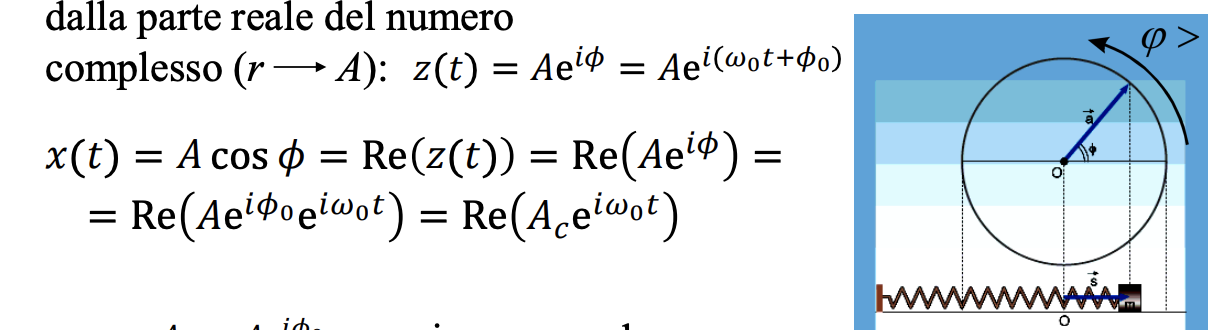 dalla parte reale del numero
complesso (r ⟶ A): z(t) = Ae^{iϕ} = Ae^{i(ω₀t+ϕ₀)}
x(t) = A cos ϕ = Re(z(t)) = Re(Ae^{iϕ}) =
= Re(Ae^{iϕ₀}e^{iω₀t}) = Re(A_c e^{iω₀t})
φ >
a⃗
ϕ
O
s⃗
m
O